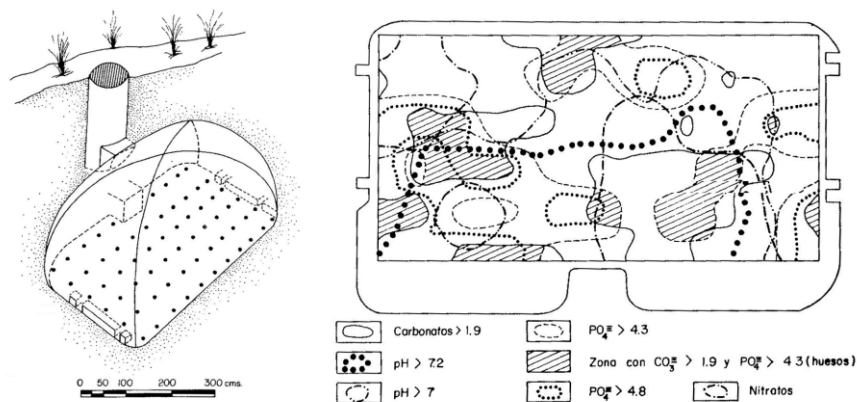 0 50 100 200 300 cms.
Carbonatos > 1.9
pH > 7.2
pH > 7
PO₄≡ > 4.3
Zona con CO₃≡ > 1.9 y PO₄≡ > 4.3 (huesos)
PO₄≡ > 4.8
Nitratos